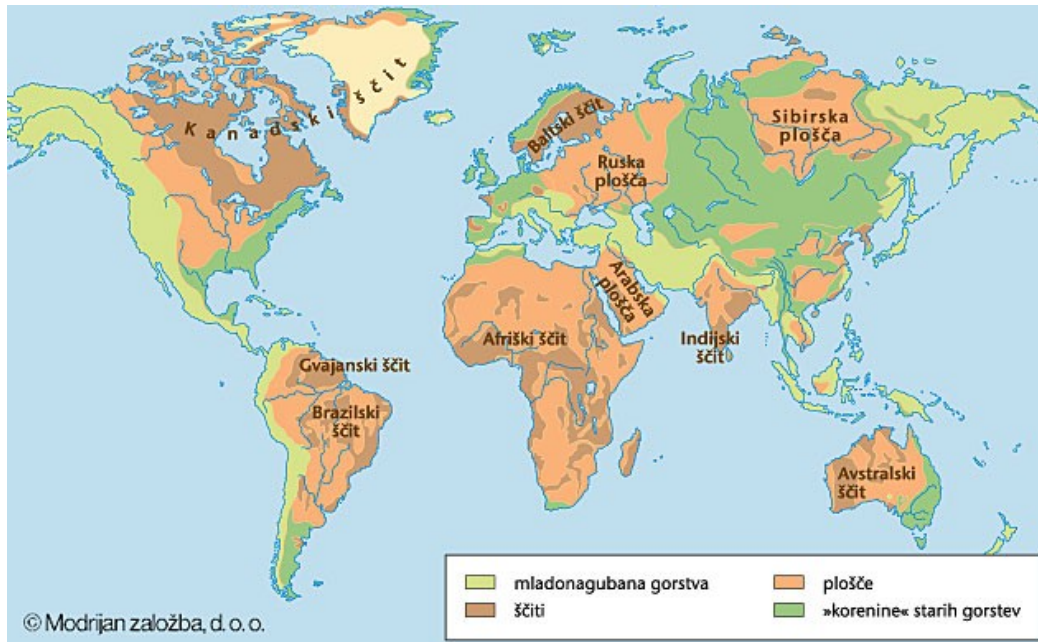 Kanadski ščit
Baltski ščit
Sibirska
plošča
Ruska
plošča
Arabska
plošča
Afriški ščit
Indijski
ščit
Gvajanski ščit
Brazilski
ščit
Avstralski
ščit
mladonagubana gorstva
ščiti
plošče
»korenine« starih gorstev
© Modrijan založba, d. o. o.